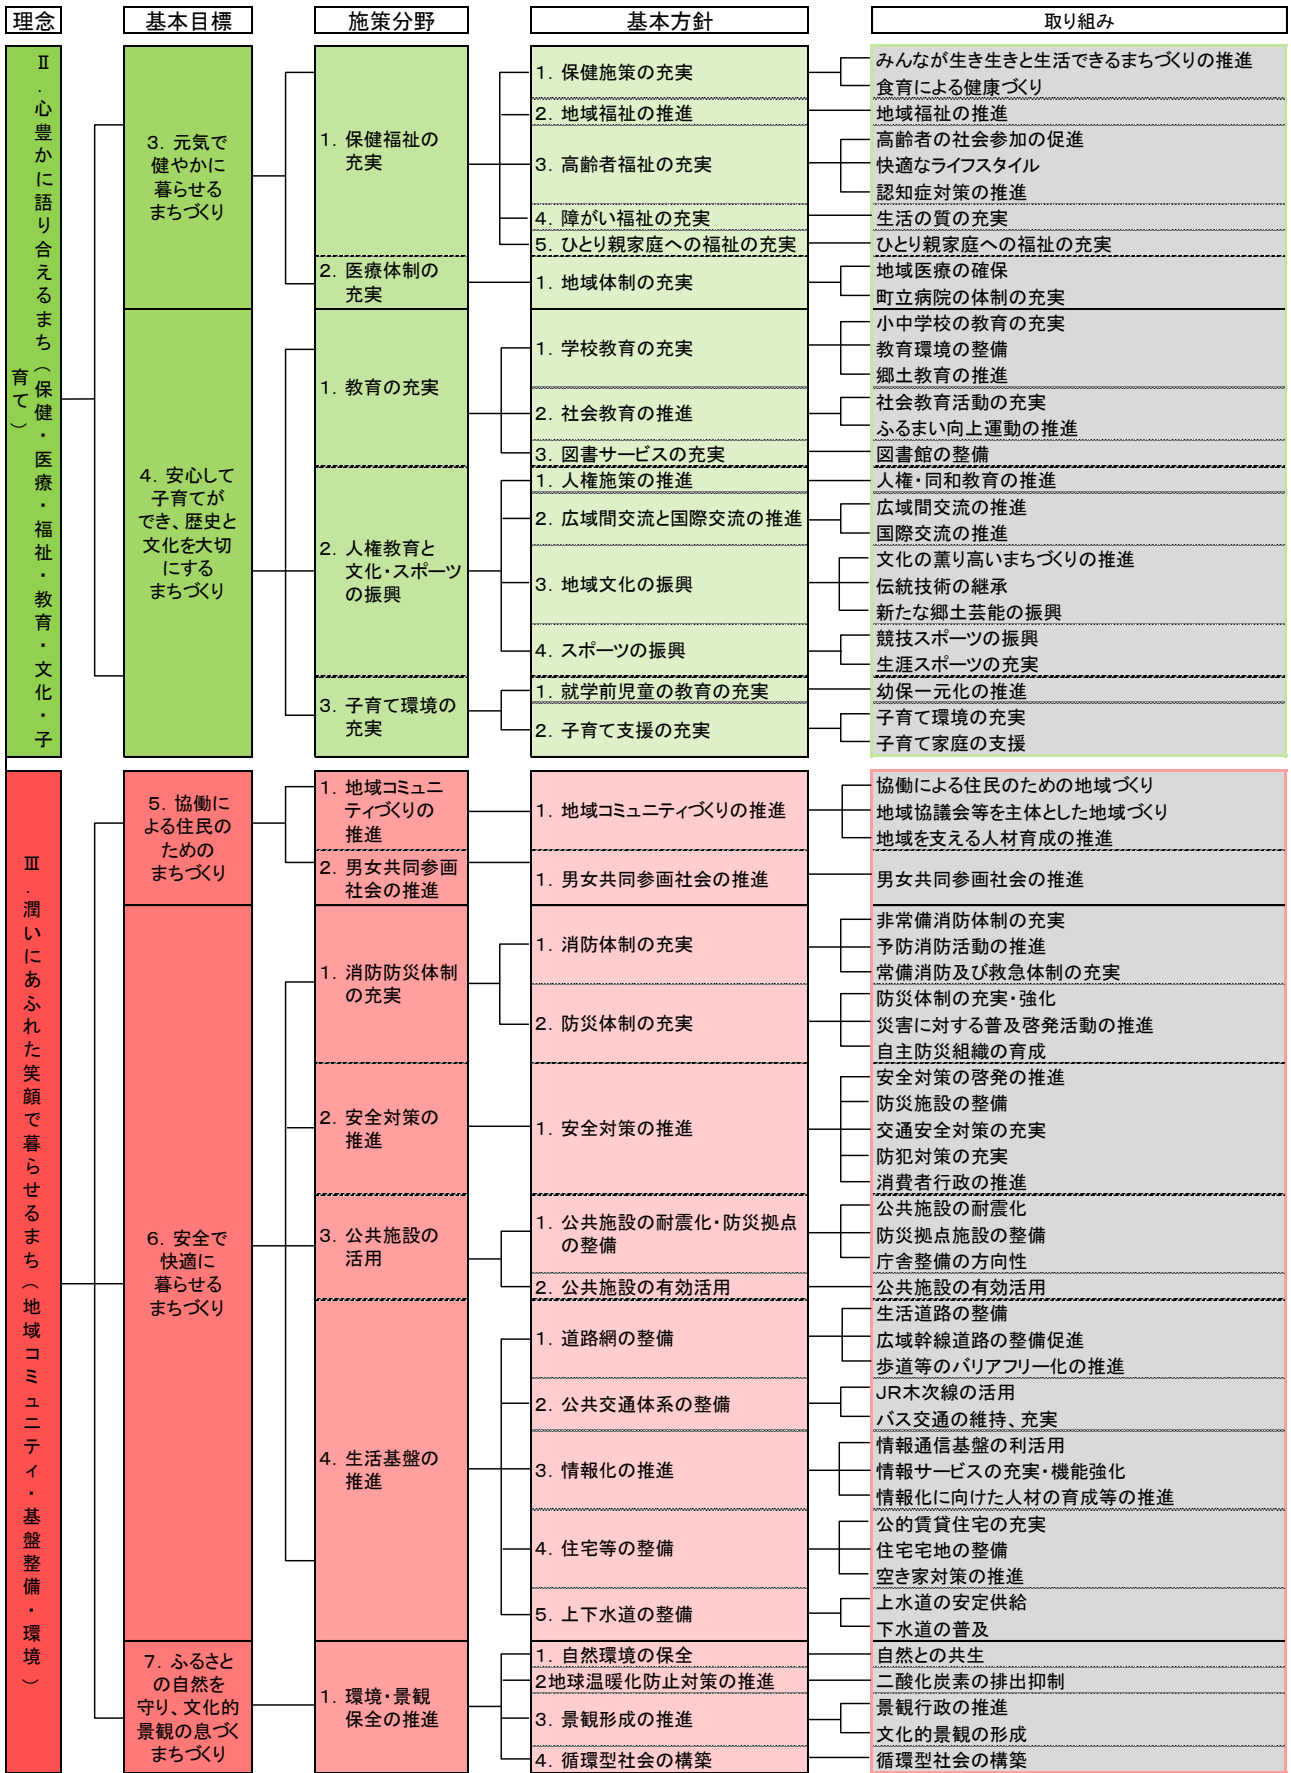 理念
基本目標
施策分野
基本方針
取り組み
Ⅱ．心豊かに語り合えるまち（保健・医療・福祉・教育・文化・子
育て）
3．元気で
健やかに
暮らせる
まちづくり
1．保健福祉の
充実
1．保健施策の充実
みんなが生き生きと生活できるまちづくりの推進
食育による健康づくり
2．地域福祉の推進
地域福祉の推進
3．高齢者福祉の充実
高齢者の社会参加の促進
快適なライフスタイル
認知症対策の推進
4．障がい福祉の充実
生活の質の充実
5．ひとり親家庭への福祉の充実
ひとり親家庭への福祉の充実
2．医療体制の
充実
1．地域体制の充実
地域医療の確保
町立病院の体制の充実
4．安心して
子育てが
でき、歴史と
文化を大切
にする
まちづくり
1．教育の充実
1．学校教育の充実
小中学校の教育の充実
教育環境の整備
郷土教育の推進
2．社会教育の推進
社会教育活動の充実
ふるまい向上運動の推進
3．図書サービスの充実
図書館の整備
2．人権教育と
文化・スポーツ
の振興
1．人権施策の推進
人権・同和教育の推進
2．広域間交流と国際交流の推進
広域間交流の推進
国際交流の推進
3．地域文化の振興
文化の薫り高いまちづくりの推進
伝統技術の継承
新たな郷土芸能の振興
4．スポーツの振興
競技スポーツの振興
生涯スポーツの充実
3．子育て環境の
充実
1．就学前児童の教育の充実
幼保一元化の推進
2．子育て支援の充実
子育て環境の充実
子育て家庭の支援
Ⅲ．潤いにあふれた笑顔で暮らせるまち（地域コミュニティ・基盤整備・環境）
5．協働に
よる住民の
ための
まちづくり
1．地域コミュニ
ティづくりの
推進
1．地域コミュニティづくりの推進
協働による住民のための地域づくり
地域協議会等を主体とした地域づくり
地域を支える人材育成の推進
2．男女共同参画
社会の推進
1．男女共同参画社会の推進
男女共同参画社会の推進
6．安全で
快適に
暮らせる
まちづくり
1．消防防災体制
の充実
1．消防体制の充実
非常備消防体制の充実
予防消防活動の推進
常備消防及び救急体制の充実
2．防災体制の充実
防災体制の充実・強化
災害に対する普及啓発活動の推進
自主防災組織の育成
2．安全対策の
推進
1．安全対策の推進
安全対策の啓発の推進
防災施設の整備
交通安全対策の充実
防犯対策の充実
消費者行政の推進
3．公共施設の
活用
1．公共施設の耐震化・防災拠点
の整備
公共施設の耐震化
防災拠点施設の整備
庁舎整備の方向性
2．公共施設の有効活用
公共施設の有効活用
4．生活基盤の
推進
1．道路網の整備
生活道路の整備
広域幹線道路の整備促進
歩道等のバリアフリー化の推進
2．公共交通体系の整備
JR木次線の活用
バス交通の維持、充実
3．情報化の推進
情報通信基盤の利活用
情報サービスの充実・機能強化
情報化に向けた人材の育成等の推進
4．住宅等の整備
公的賃貸住宅の充実
住宅宅地の整備
空き家対策の推進
5．上下水道の整備
上水道の安定供給
下水道の普及
7．ふるさと
の自然を
守り、文化的
景観の息づく
まちづくり
1．環境・景観
保全の推進
1．自然環境の保全
自然との共生
2地球温暖化防止対策の推進
二酸化炭素の排出抑制
3．景観形成の推進
景観行政の推進
文化的景観の形成
4．循環型社会の構築
循環型社会の構築